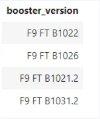 booster_version
F9 FT B1022
F9 FT B1026
F9 FT B1021.2
F9 FT B1031.2